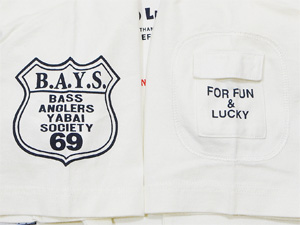 B.A.Y.S.
BASS
ANGLERS
YABAI
SOCIETY
69
FOR FUN
&
LUCKY